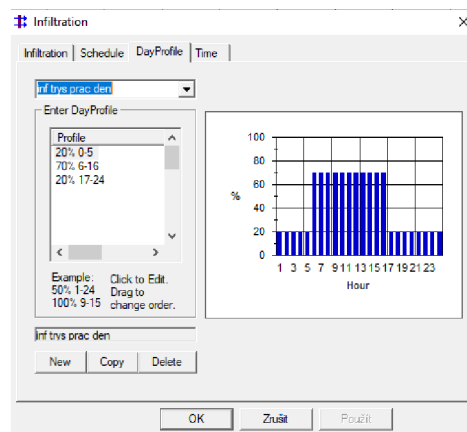 Infiltration
Infiltration Schedule DayProfile Time
inf trys prac den
Enter DayProfile
Profile
20% 0-5
70% 6-16
20% 17-24
Example: Click to Edit.
50% 1-24 Drag to
100% 9-15 change order.
inf trys prac den
New Copy Delete
100
80
60
%
40
20
0
1 3 5 7 9 11 13 15 17 19 21 23
Hour
OK Zrušit Použít